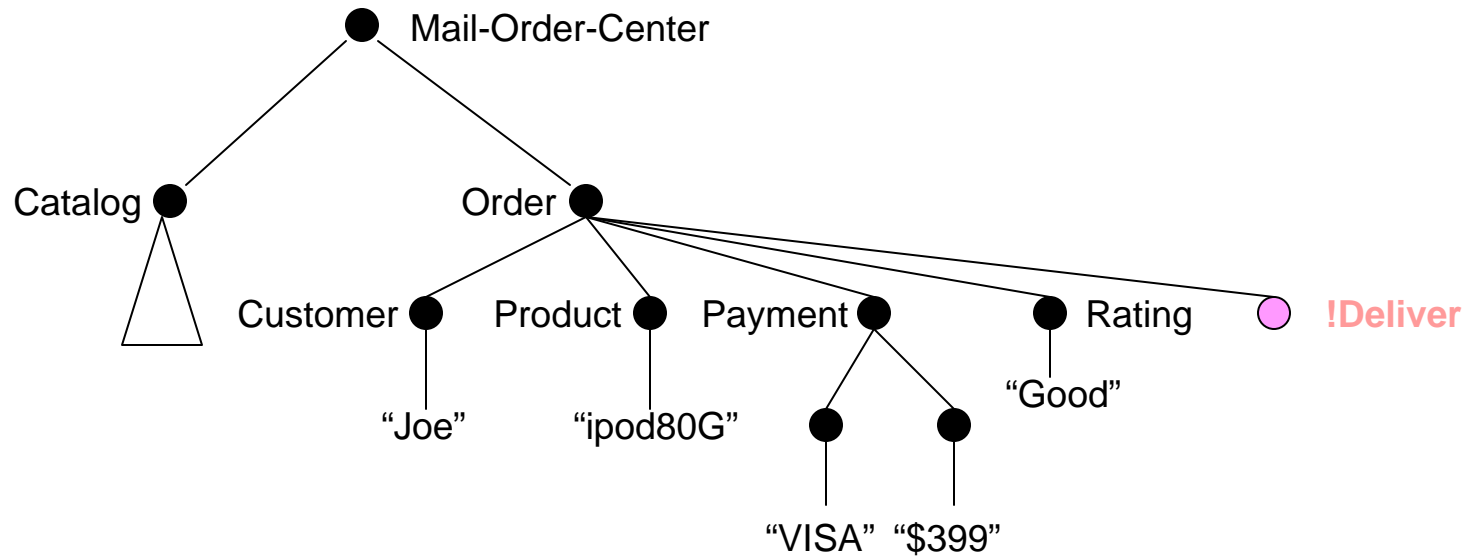 Mail-Order-Center
Catalog
Order
Customer
Product
Payment
Rating
!Deliver
“Joe”
“ipod80G”
“Good”
“VISA”
“$399”